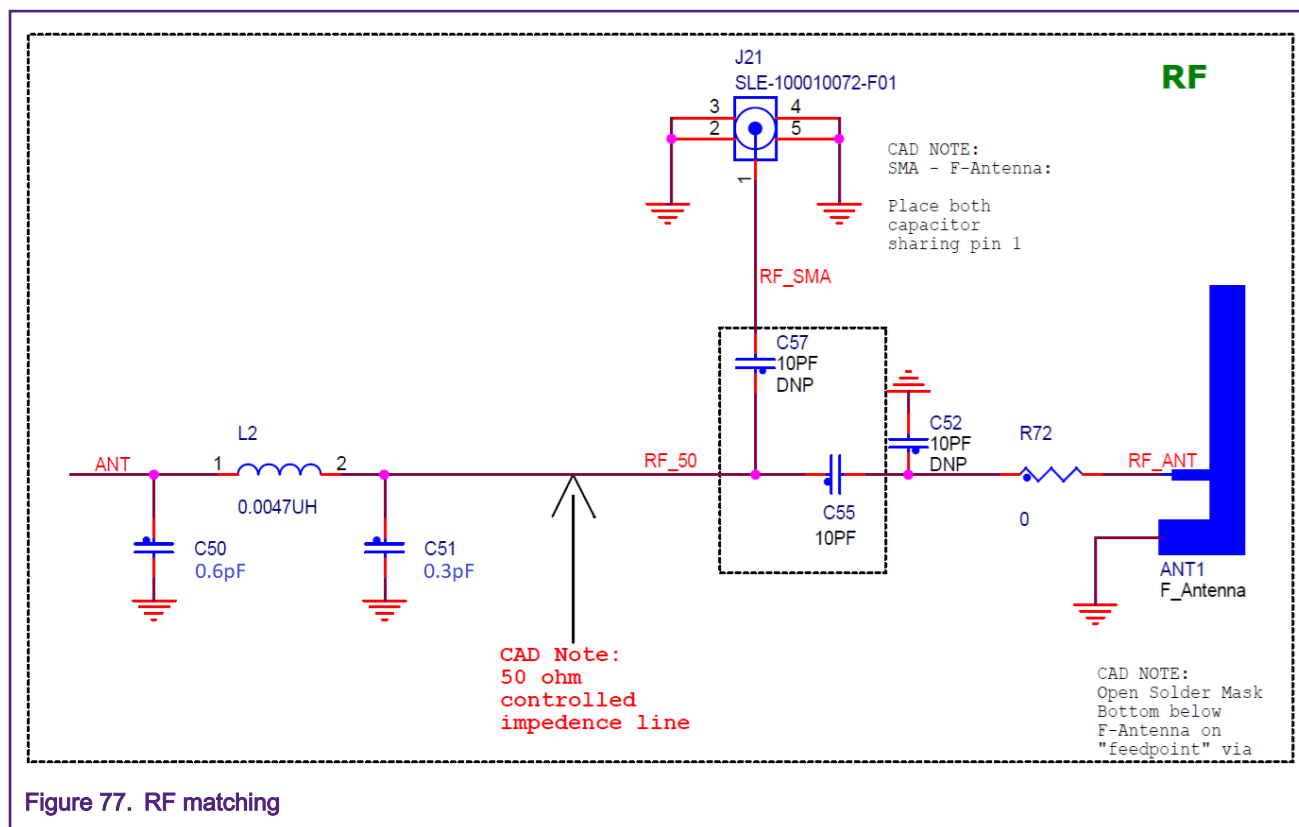 J21
SLE-100010072-F01
RF
3
4
2
5
1
CAD NOTE:
SMA - F-Antenna:
Place both
capacitor
sharing pin 1
RF_SMA
C57
10PF
DNP
C52
10PF
DNP
R72
L2
ANT
1
2
RF_50
RF_ANT
0.0047UH
C55
10PF
0
C50
0.6pF
C51
0.3pF
ANT1
F_Antenna
CAD Note:
50 ohm
controlled
impedence line
CAD NOTE:
Open Solder Mask
Bottom below
F-Antenna on
"feedpoint" via
Figure 77. RF matching